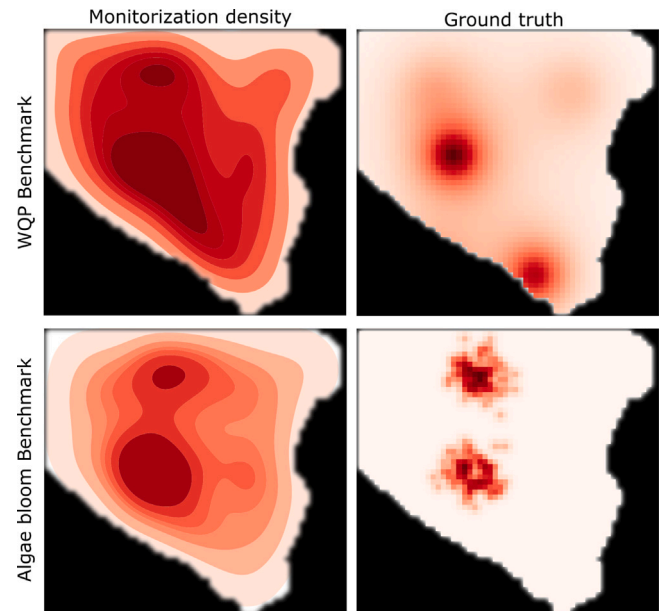 Monitorization density
Ground truth
WQP Benchmark
Algae bloom Benchmark